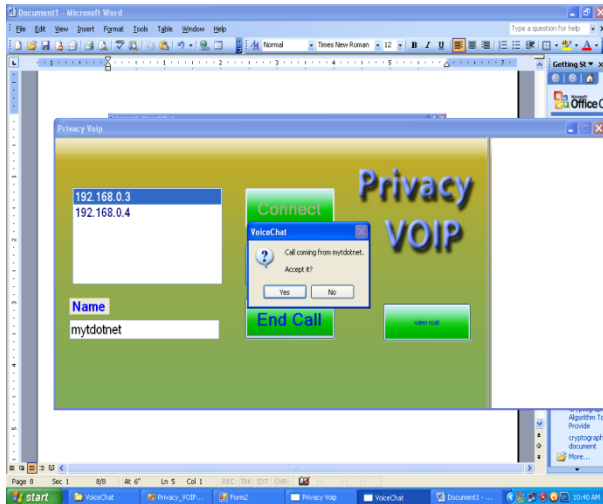 Document1 - Microsoft Word
File Edit View Insert Format Tools Table Window Help
Type a question for help
Normal Times New Roman 12 B I U
Getting St
Office
Privacy Voip
Privacy
VOIP
192.168.0.3
192.168.0.4
Connect
VoiceChat
Call coming from mytdotnet.
Accept it?
Yes No
Name
mytdotnet
End Call
Algorithm To
Provide
cryptograph
document
More...
Page 8 Sec 1 8/8 At 6" Ln 5 Col 1 REC TRK EXT OVR
start VoiceChat Privacy_VOIP... Form2 Privacy Voip VoiceChat Document1 - ... 10:40 AM